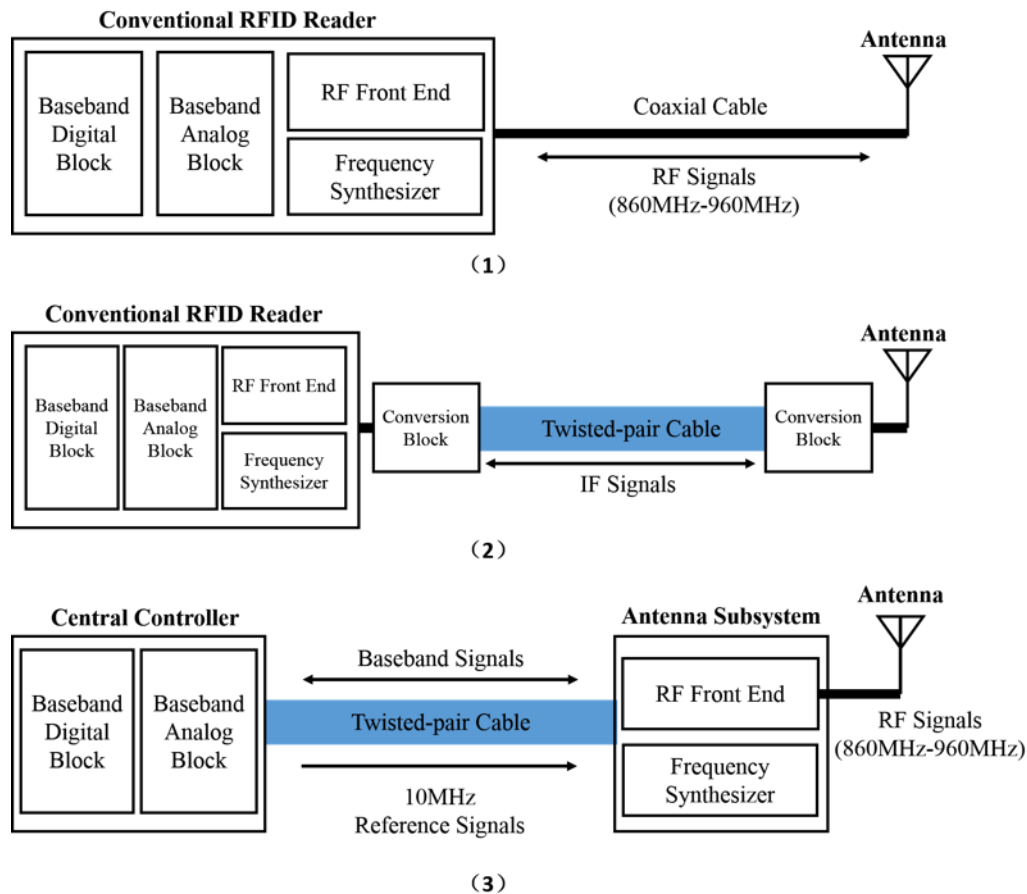 Conventional RFID Reader
Antenna
Baseband
Digital
Block
Baseband
Analog
Block
RF Front End
Frequency
Synthesizer
Coaxial Cable
RF Signals
(860MHz-960MHz)
（1）
Conventional RFID Reader
Antenna
Baseband
Digital
Block
Baseband
Analog
Block
RF Front End
Frequency
Synthesizer
Conversion
Block
Twisted-pair Cable
IF Signals
Conversion
Block
（2）
Central Controller
Antenna Subsystem
Antenna
Baseband
Digital
Block
Baseband
Analog
Block
Baseband Signals
Twisted-pair Cable
10MHz
Reference Signals
RF Front End
Frequency
Synthesizer
RF Signals
(860MHz-960MHz)
（3）